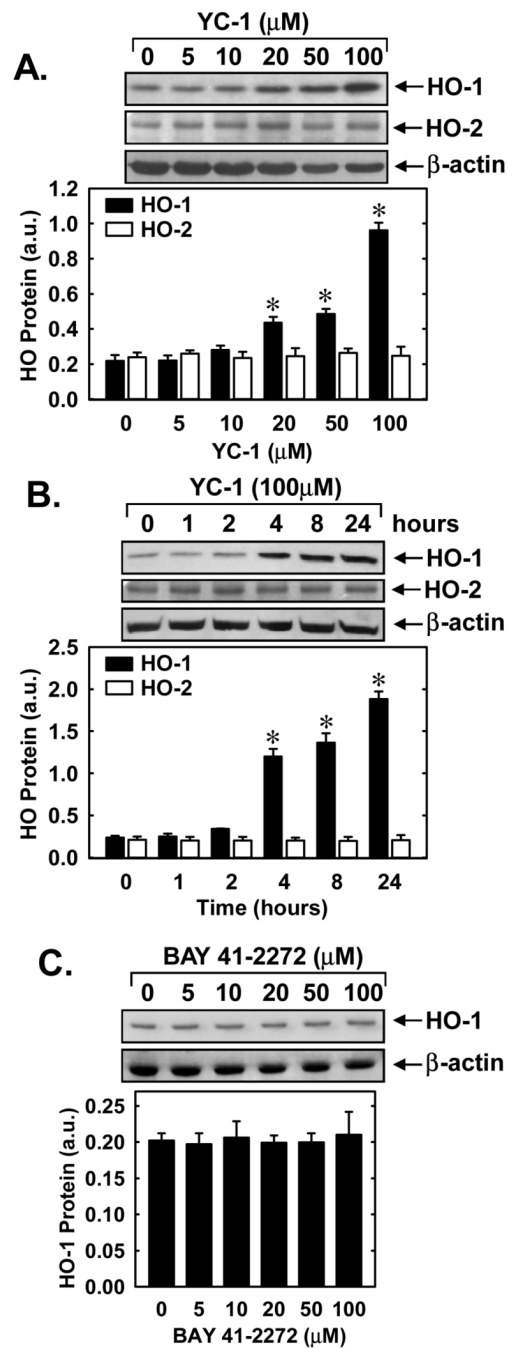 A.
YC-1 (μM)
0 5 10 20 50 100
HO-1
HO-2
β-actin
HO Protein (a.u.)
1.2
1.0
0.8
0.6
0.4
0.2
0.0
HO-1
HO-2
* * *
0 5 10 20 50 100
YC-1 (μM)
B.
YC-1 (100μM)
0 1 2 4 8 24 hours
HO-1
HO-2
β-actin
HO Protein (a.u.)
2.5
2.0
1.5
1.0
0.5
0.0
HO-1
HO-2
* * *
0 1 2 4 8 24
Time (hours)
C.
BAY 41-2272 (μM)
0 5 10 20 50 100
HO-1
β-actin
HO-1 Protein (a.u.)
0.25
0.20
0.15
0.10
0.05
0.00
0 5 10 20 50 100
BAY 41-2272 (μM)